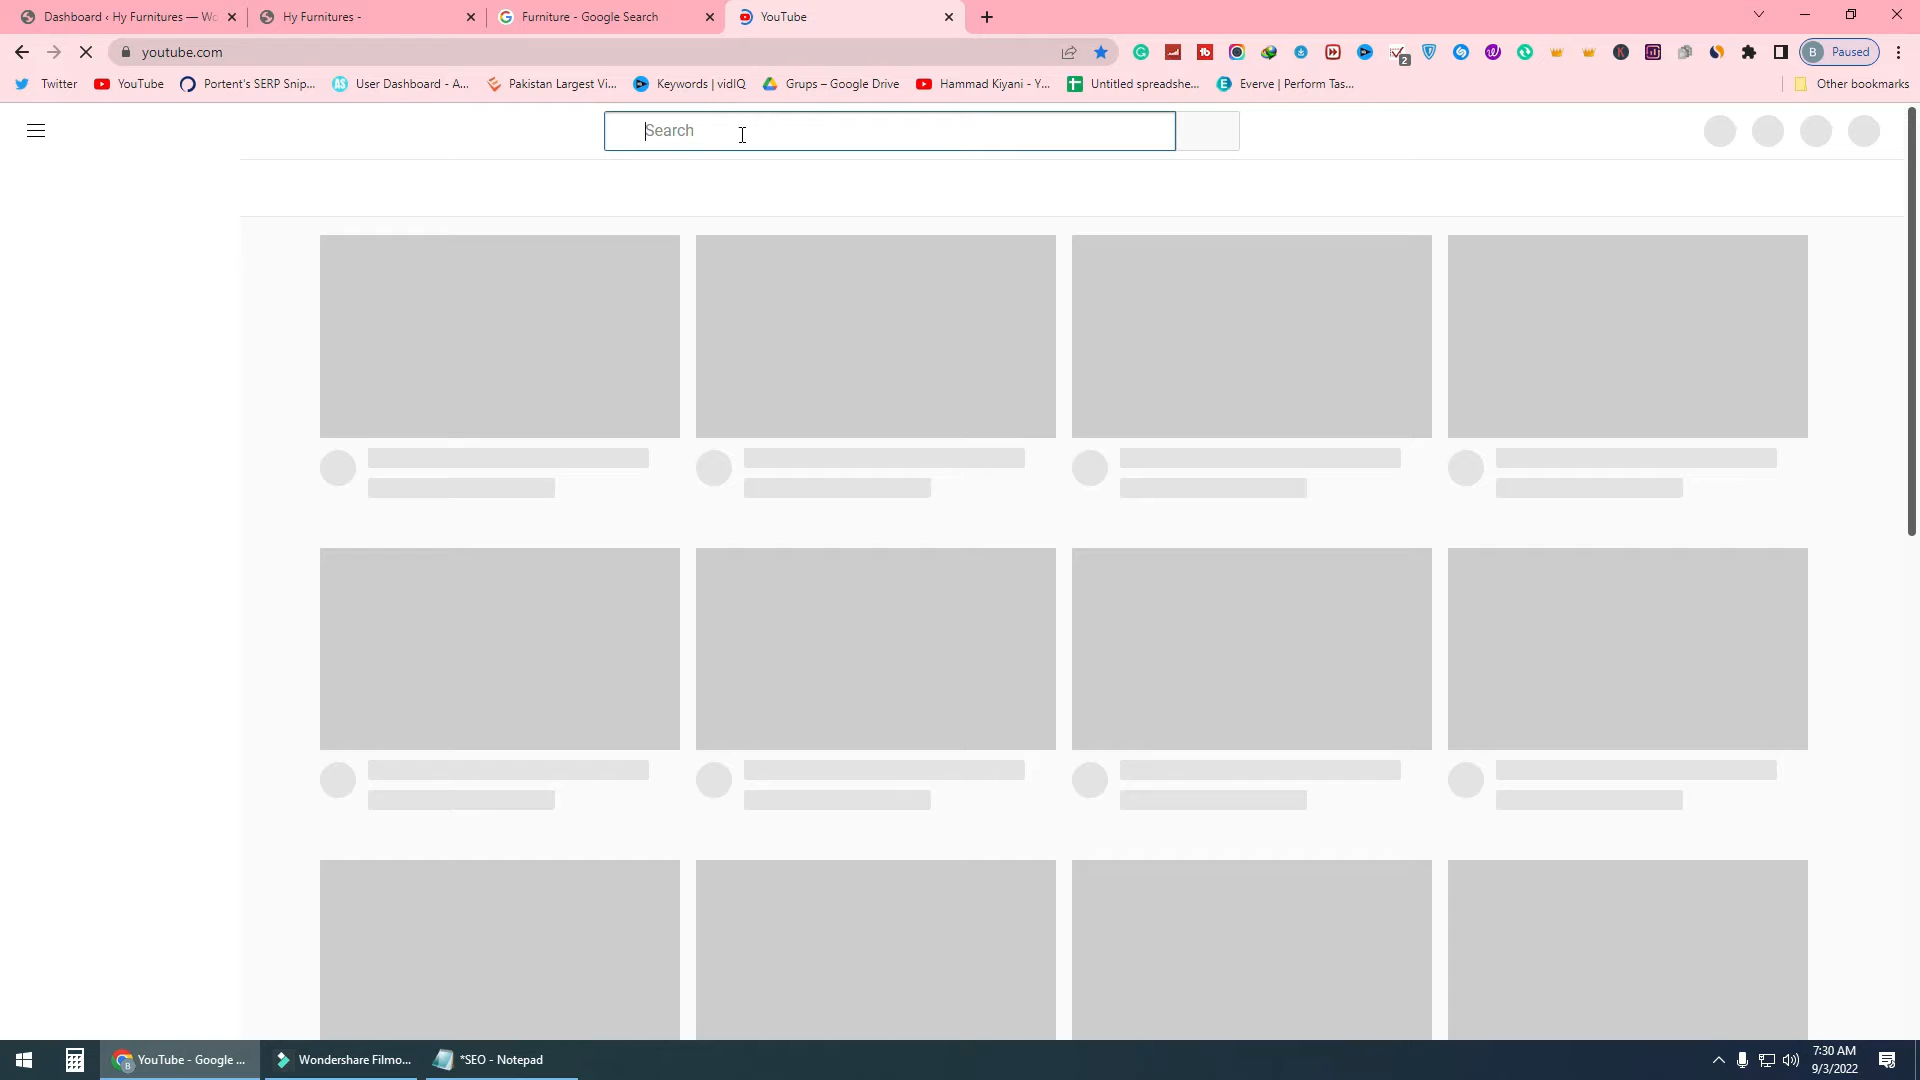 Dashboard ‹ Hy Furnitures — Wo
Hy Furnitures -
Furniture - Google Search
YouTube
youtube.com
2
B Paused
Twitter
YouTube
Portent's SERP Snip...
User Dashboard - A...
Pakistan Largest Vi...
Keywords | vidIQ
Grups – Google Drive
Hammad Kiyani - Y...
Untitled spreadshe...
Everve | Perform Tas...
Other bookmarks
Search
YouTube - Google ...
Wondershare Filmo...
*SEO - Notepad
7:30 AM
9/3/2022